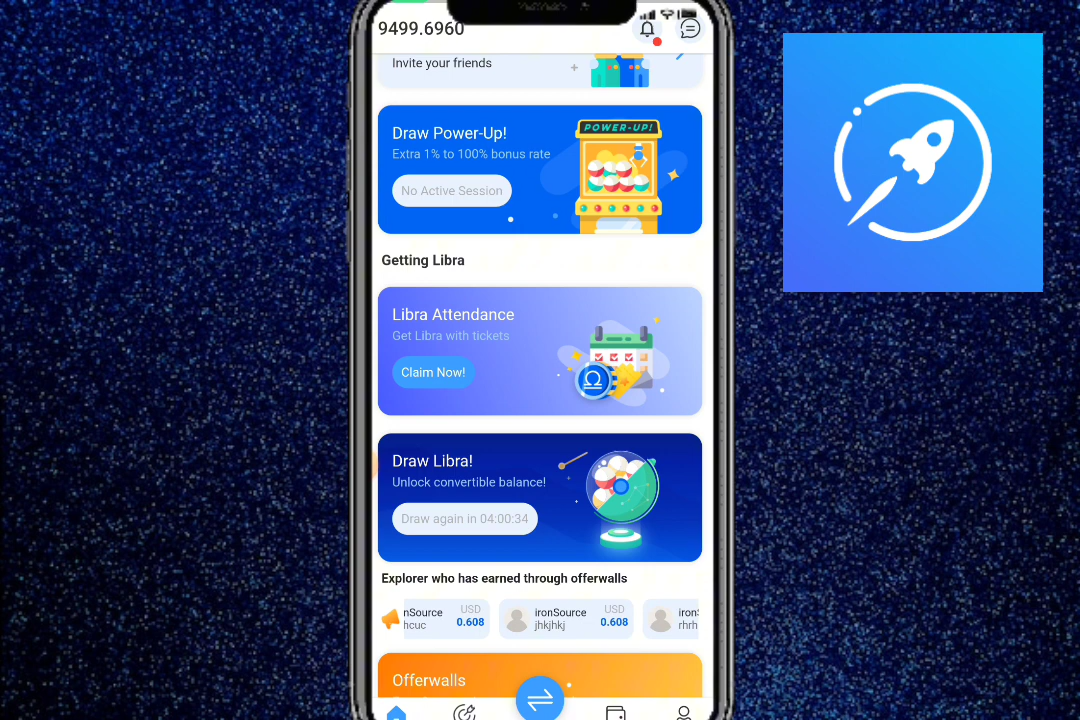 9499.6960
Invite your friends
Draw Power-Up!
Extra 1% to 100% bonus rate
No Active Session
POWER-UP!
Getting Libra
Libra Attendance
Get Libra with tickets
Claim Now!
Draw Libra!
Unlock convertible balance!
Draw again in 04:00:34
Explorer who has earned through offerwalls
nSource
hcuc
USD
0.608
ironSource
jhkjhkj
USD
0.608
iron
rhrh
Offerwalls